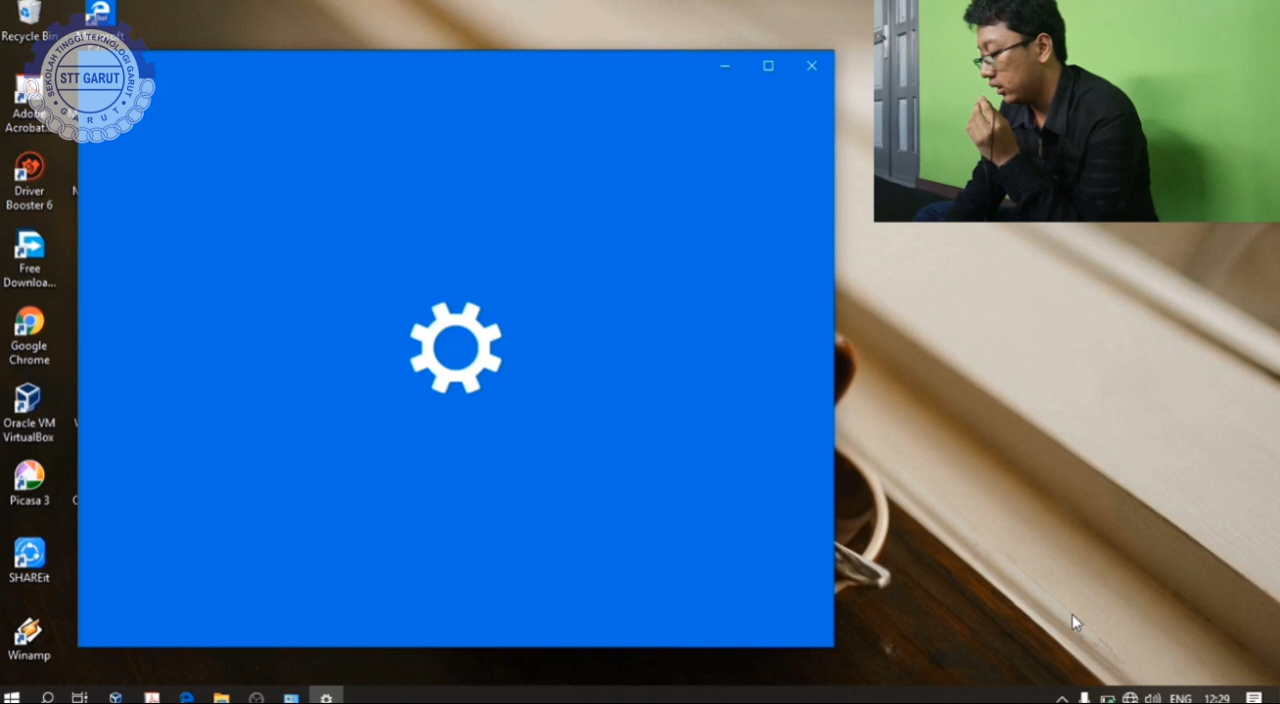 Recycle Bin
SEKOLAH TINGGI TEKNOLOGI GARUT
STT GARUT
GARUT
Adobe
Acrobat...
Driver
Booster 6
Free
Downloa...
Google
Chrome
Oracle VM
VirtualBox
Picasa 3
SHAREit
Winamp
ENG
12:29